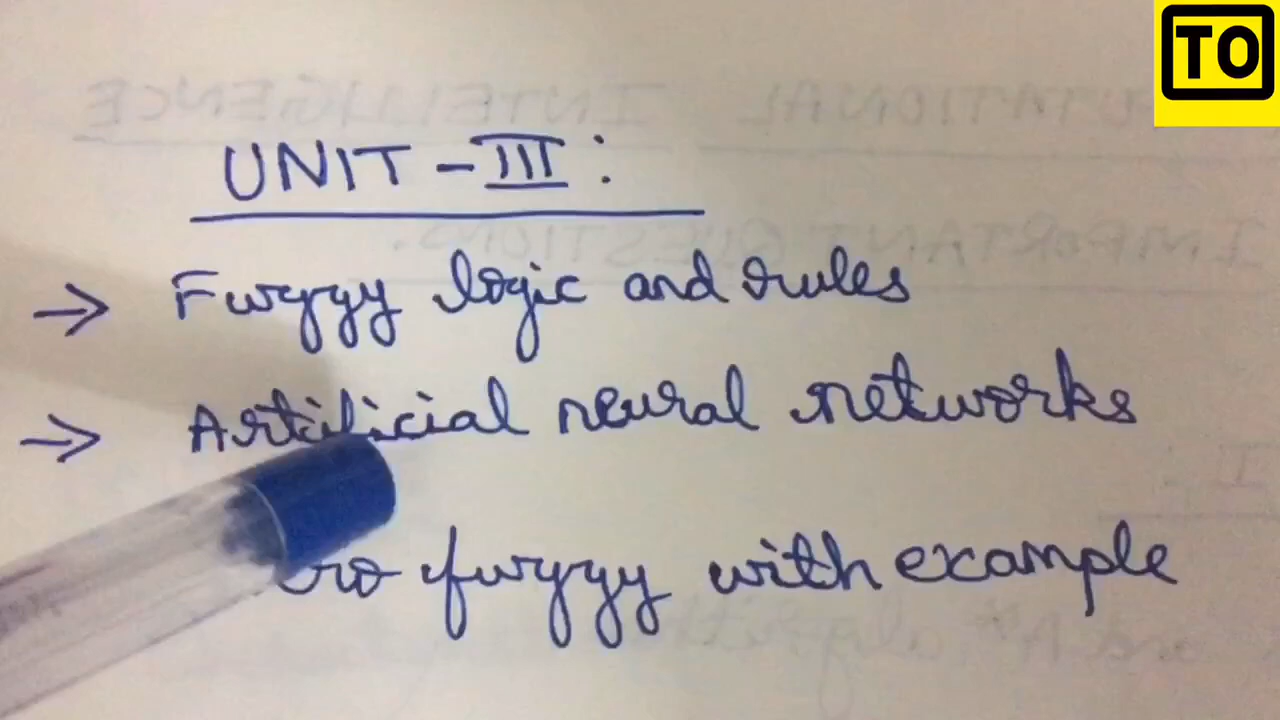 TO
UNIT - III :
→ Fuzzy logic and rules
→ Artificial neural networks
fuzzy with example